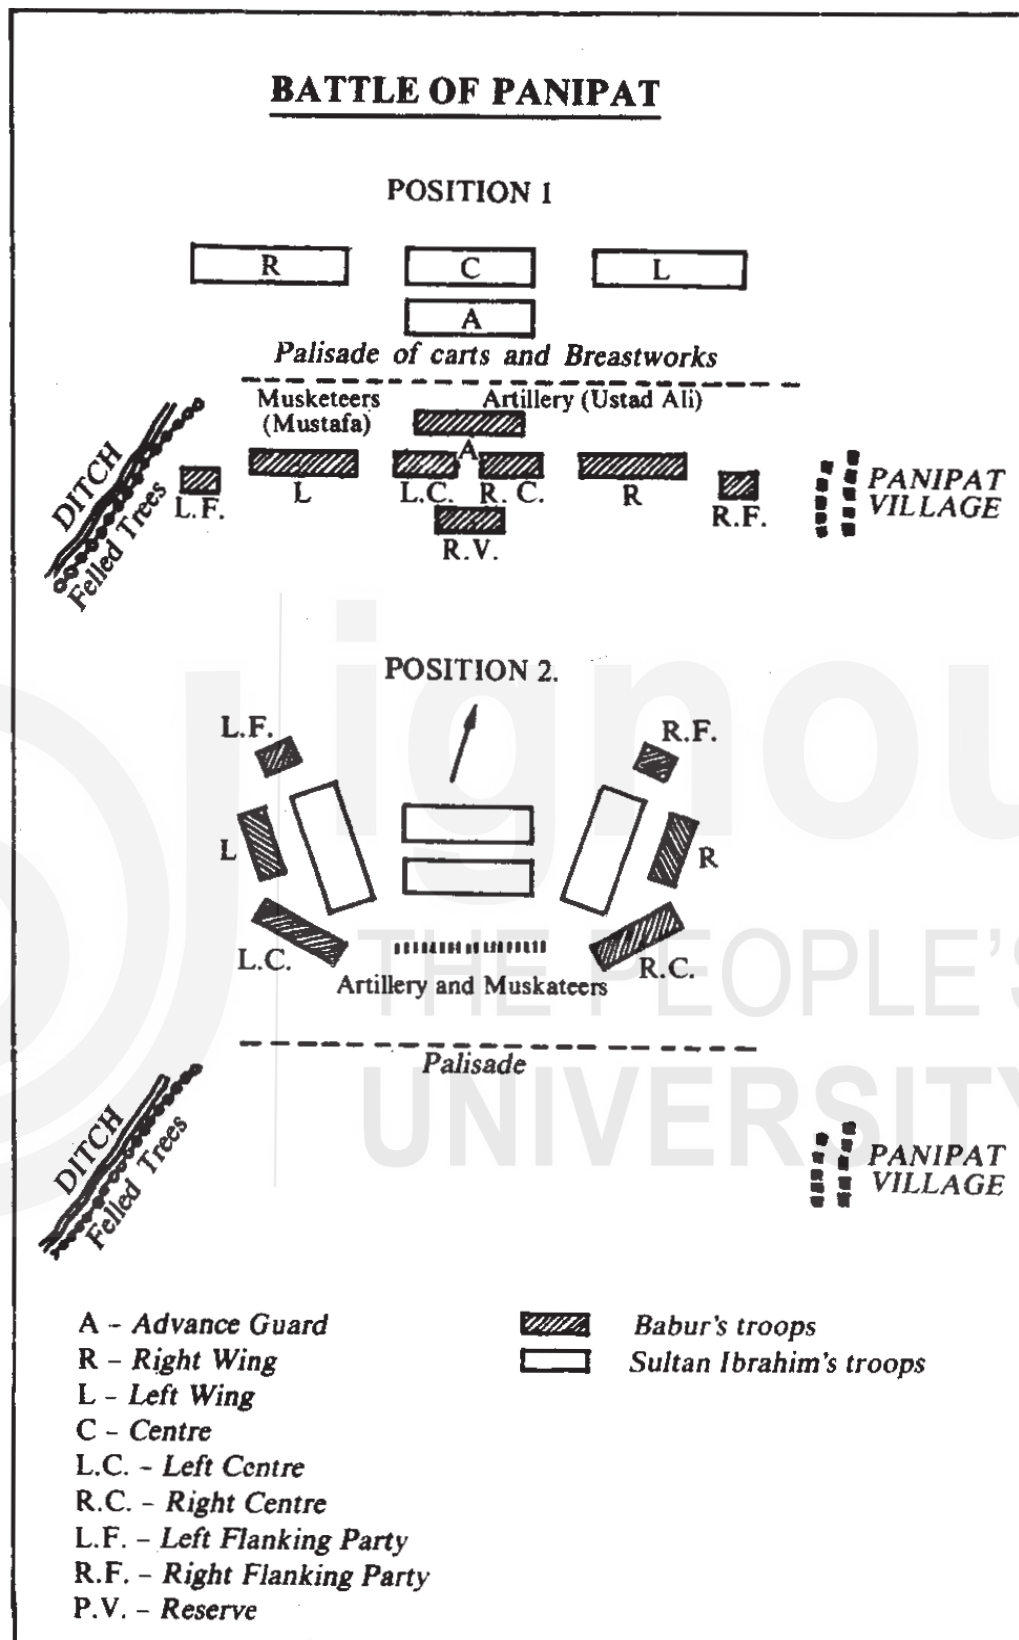 BATTLE OF PANIPAT
POSITION 1
R C L
A
Palisade of carts and Breastworks
Musketeers Artillery (Ustad Ali)
(Mustafa)
A
L.F. L L.C. R. C. R R.F.
R.V.
DITCH
Felled Trees
PANIPAT
VILLAGE
POSITION 2.
L.F. R.F.
L R
L.C. R.C.
Artillery and Muskateers
Palisade
DITCH
Felled Trees
PANIPAT
VILLAGE
A – Advance Guard
R – Right Wing
L – Left Wing
C – Centre
L.C. – Left Centre
R.C. – Right Centre
L.F. – Left Flanking Party
R.F. – Right Flanking Party
P.V. – Reserve
Babur's troops
Sultan Ibrahim's troops
ignou
THE PEOPLE'S
UNIVERSITY